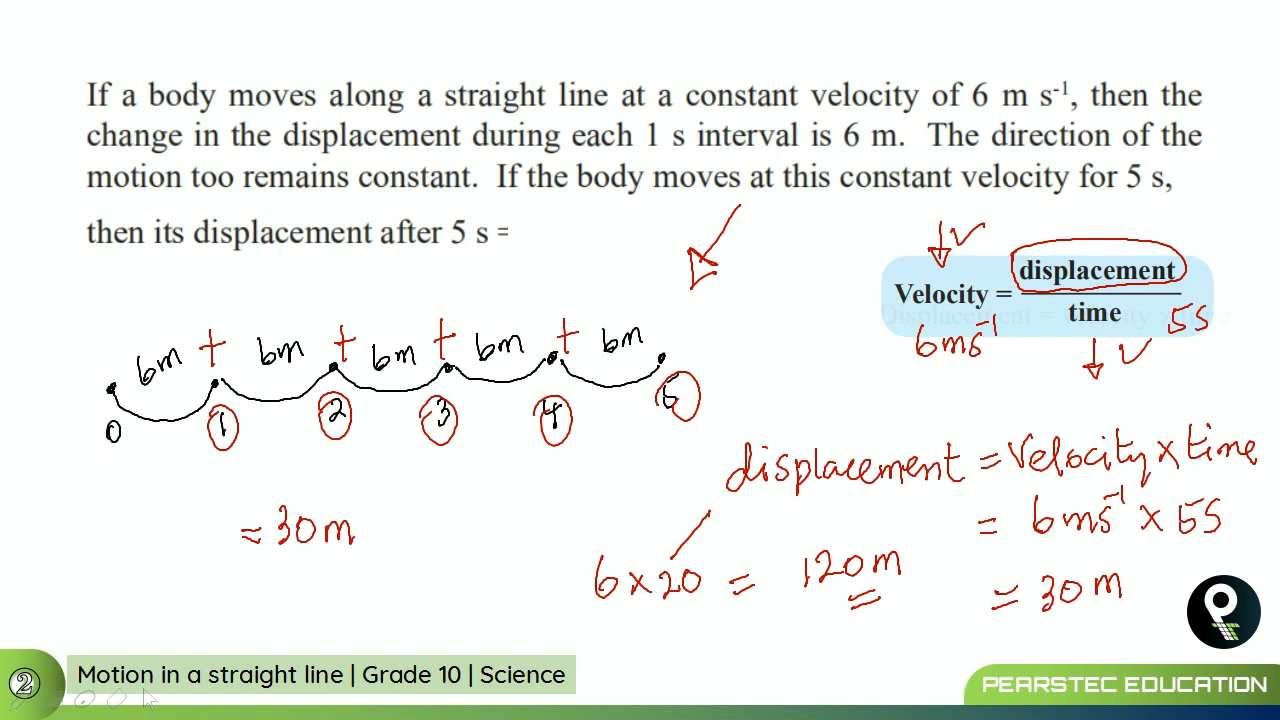 If a body moves along a straight line at a constant velocity of 6 m s⁻¹, then the
change in the displacement during each 1 s interval is 6 m. The direction of the
motion too remains constant. If the body moves at this constant velocity for 5 s,
then its displacement after 5 s =
Velocity = displacement / time
6ms⁻¹ 5s
6m + 6m + 6m + 6m + 6m
0 1 2 3 4 5
= 30m
displacement = velocity × time
= 6ms⁻¹ × 5s
= 30m
6 × 20 = 120m
2
Motion in a straight line | Grade 10 | Science
PEARSTEC EDUCATION